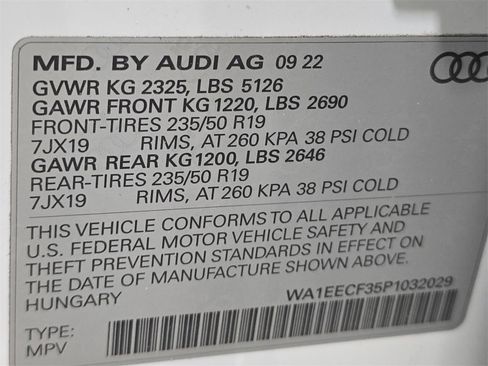 MFD. BY AUDI AG 09 22
GVWR KG 2325, LBS 5126
GAWR FRONT KG 1220, LBS 2690
FRONT-TIRES 235/50 R19
7JX19 RIMS, AT 260 KPA 38 PSI COLD
GAWR REAR KG 1200, LBS 2646
REAR-TIRES 235/50 R19
7JX19 RIMS, AT 260 KPA 38 PSI COLD
THIS VEHICLE CONFORMS TO ALL APPLICABLE
U.S. FEDERAL MOTOR VEHICLE SAFETY AND
THEFT PREVENTION STANDARDS IN EFFECT ON
THE DATE OF MANUFACTURE SHOWN ABOVE.
HUNGARY
WA1EECF35P1032029
TYPE:
MPV